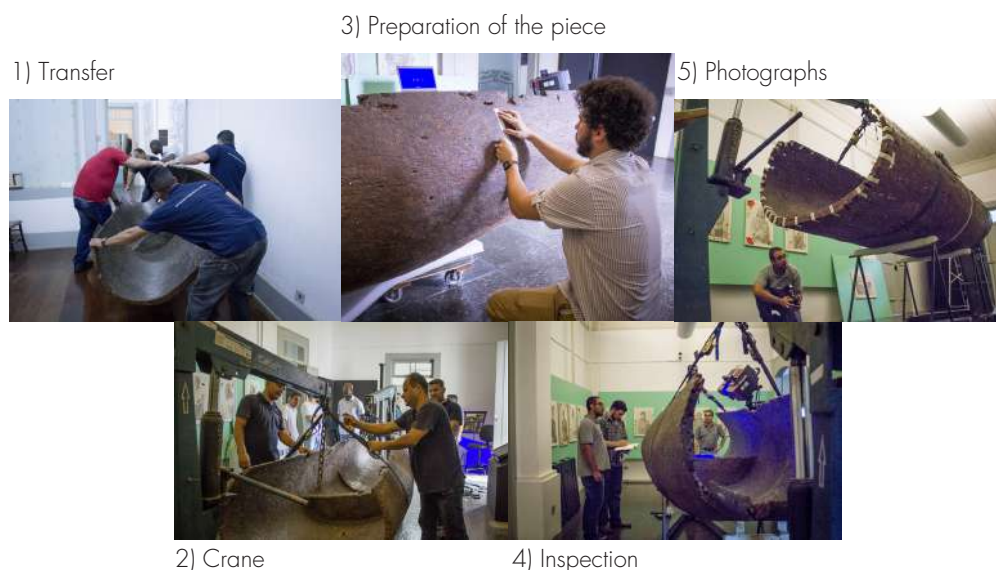 1) Transfer
2) Crane
3) Preparation of the piece
4) Inspection
5) Photographs